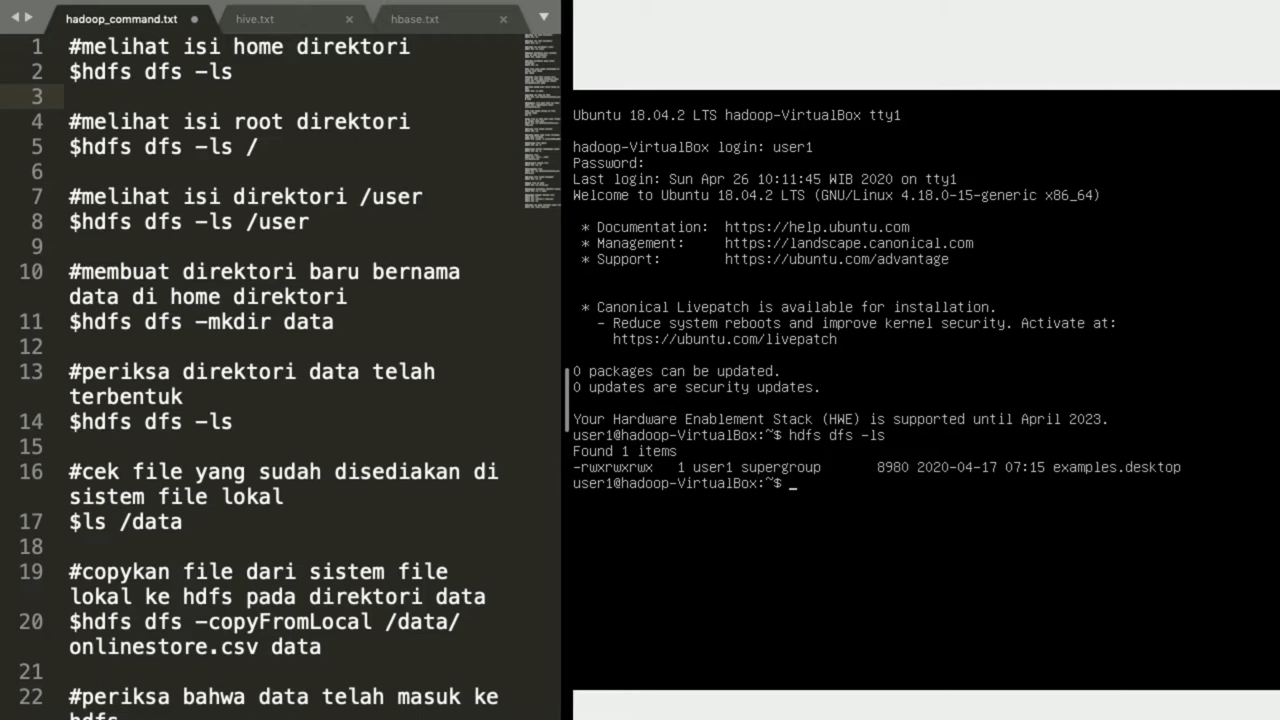 hadoop_command.txt
hive.txt
hbase.txt
1 #melihat isi home direktori
2 $hdfs dfs -ls
3
4 #melihat isi root direktori
5 $hdfs dfs -ls /
6
7 #melihat isi direktori /user
8 $hdfs dfs -ls /user
9
10 #membuat direktori baru bernama
data di home direktori
11 $hdfs dfs -mkdir data
12
13 #periksa direktori data telah
terbentuk
14 $hdfs dfs -ls
15
16 #cek file yang sudah disediakan di
sistem file lokal
17 $ls /data
18
19 #copykan file dari sistem file
lokal ke hdfs pada direktori data
20 $hdfs dfs -copyFromLocal /data/
onlinestore.csv data
21
22 #periksa bahwa data telah masuk ke
hdfs
Ubuntu 18.04.2 LTS hadoop-VirtualBox tty1
hadoop-VirtualBox login: user1
Password:
Last login: Sun Apr 26 10:11:45 WIB 2020 on tty1
Welcome to Ubuntu 18.04.2 LTS (GNU/Linux 4.18.0-15-generic x86_64)
* Documentation: https://help.ubuntu.com
* Management: https://landscape.canonical.com
* Support: https://ubuntu.com/advantage
* Canonical Livepatch is available for installation.
- Reduce system reboots and improve kernel security. Activate at:
https://ubuntu.com/livepatch
0 packages can be updated.
0 updates are security updates.
Your Hardware Enablement Stack (HWE) is supported until April 2023.
user1@hadoop-VirtualBox:~$ hdfs dfs -ls
Found 1 items
-rwxrwxrwx 1 user1 supergroup 8980 2020-04-17 07:15 examples.desktop
user1@hadoop-VirtualBox:~$ _